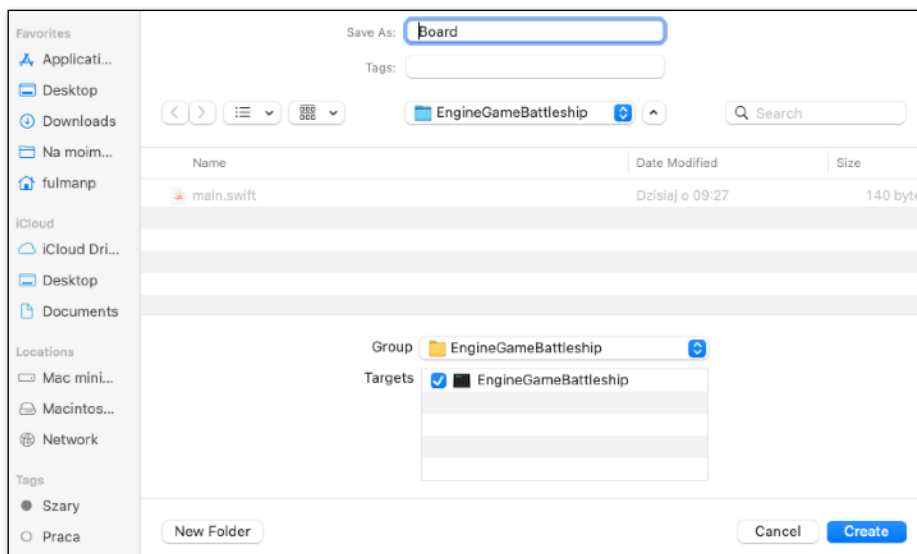 Favorites
Applicati...
Desktop
Downloads
Na moim...
fulmanp
iCloud
iCloud Dri...
Desktop
Documents
Locations
Mac mini...
Macintos...
Network
Tags
Szary
Praca
Save As: Board
Tags:
EngineGameBattleship
Search
Name Date Modified Size
main.swift Dzisiaj o 09:27 140 byte
Group EngineGameBattleship
Targets EngineGameBattleship
New Folder Cancel Create